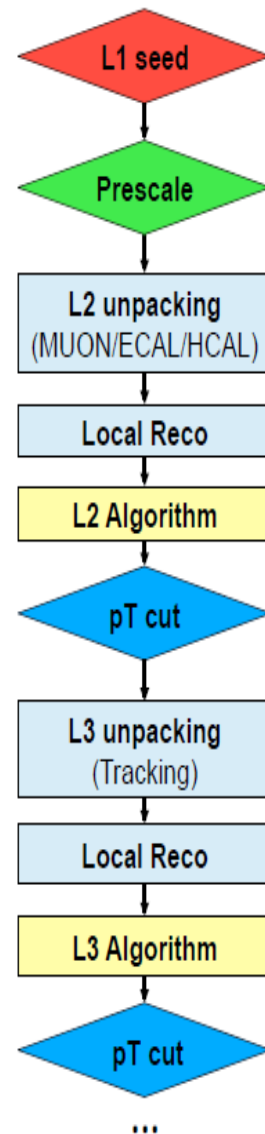 L1 seed
Prescale
L2 unpacking
(MUON/ECAL/HCAL)
Local Reco
L2 Algorithm
pT cut
L3 unpacking
(Tracking)
Local Reco
L3 Algorithm
pT cut
...